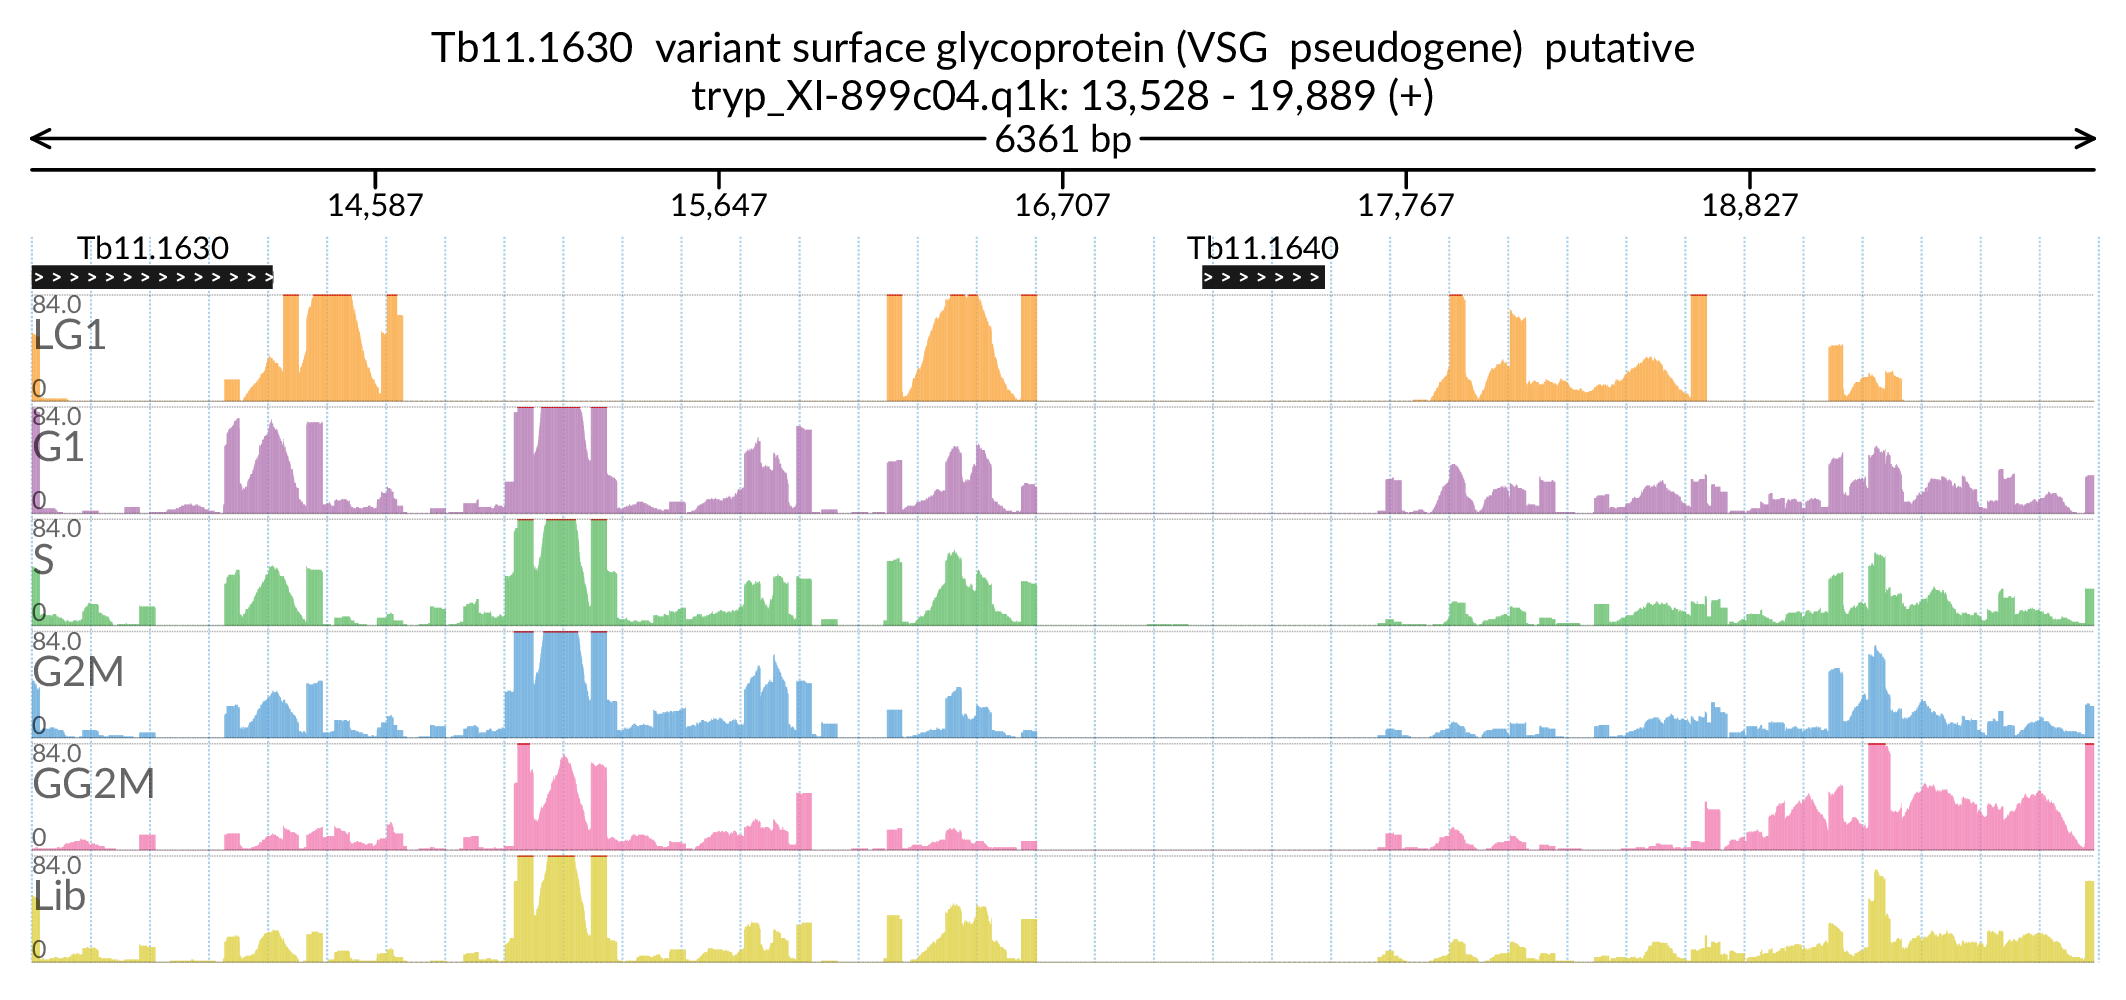 Tb11.1630 variant surface glycoprotein (VSG pseudogene) putative
tryp_XI-899c04.q1k: 13,528 - 19,889 (+)
6361 bp
14,587 15,647 16,707 17,767 18,827
Tb11.1630 Tb11.1640
> > > > > > > > > > > > > > > > > > > > >
84.0
LG1
0
84.0
G1
0
84.0
S
0
84.0
G2M
0
84.0
GG2M
0
84.0
Lib
0